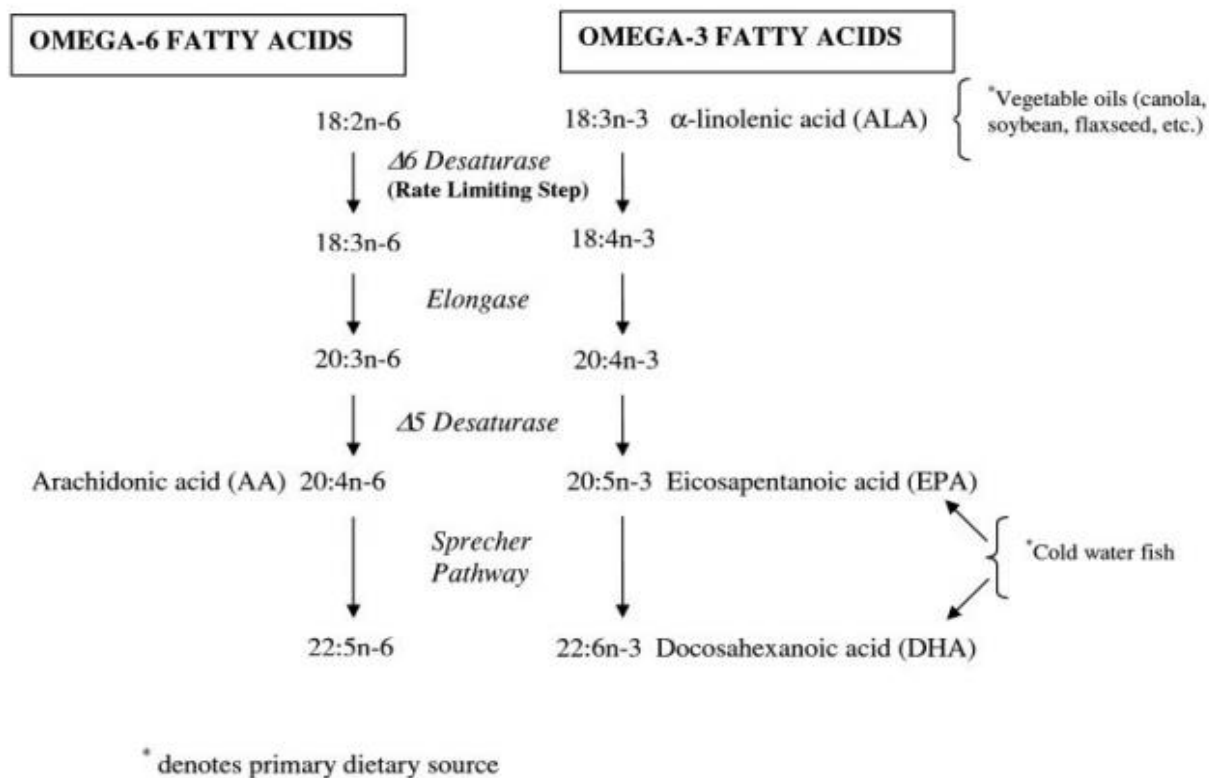 OMEGA-6 FATTY ACIDS
OMEGA-3 FATTY ACIDS
18:2n-6
18:3n-3 α-linolenic acid (ALA)
*Vegetable oils (canola,
soybean, flaxseed, etc.)
Δ6 Desaturase
(Rate Limiting Step)
18:3n-6
18:4n-3
Elongase
20:3n-6
20:4n-3
Δ5 Desaturase
Arachidonic acid (AA) 20:4n-6
20:5n-3 Eicosapentanoic acid (EPA)
Sprecher
Pathway
*Cold water fish
22:5n-6
22:6n-3 Docosahexanoic acid (DHA)
* denotes primary dietary source